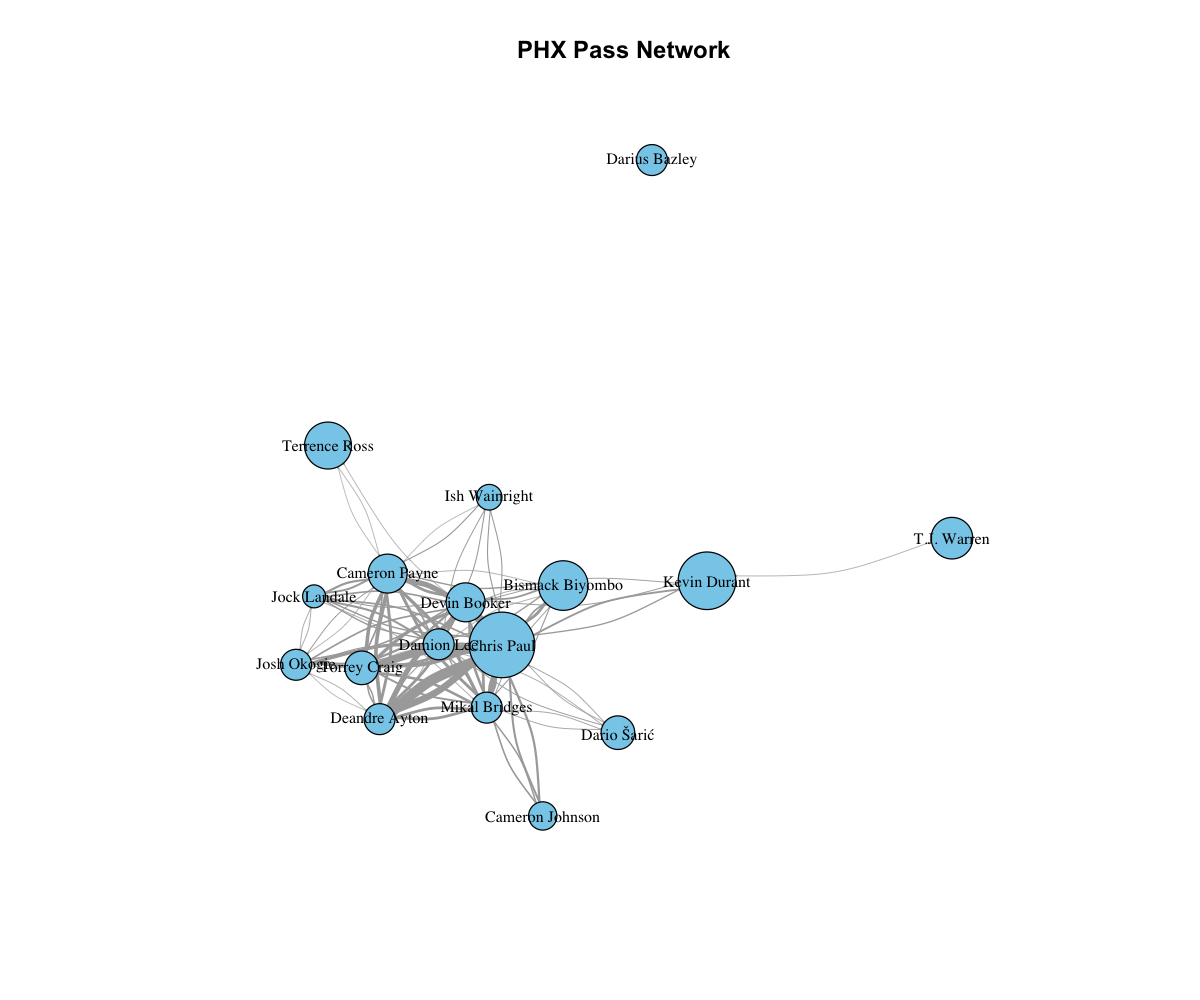 PHX Pass Network
Darius Bazley
Terrence Ross
Ish Wainright
T.J. Warren
Cameron Payne
Kevin Durant
Bismack Biyombo
Jock Landale
Devin Booker
Damion Lee
Chris Paul
Josh Okogie
Torrey Craig
Mikal Bridges
Deandre Ayton
Dario Šarić
Cameron Johnson